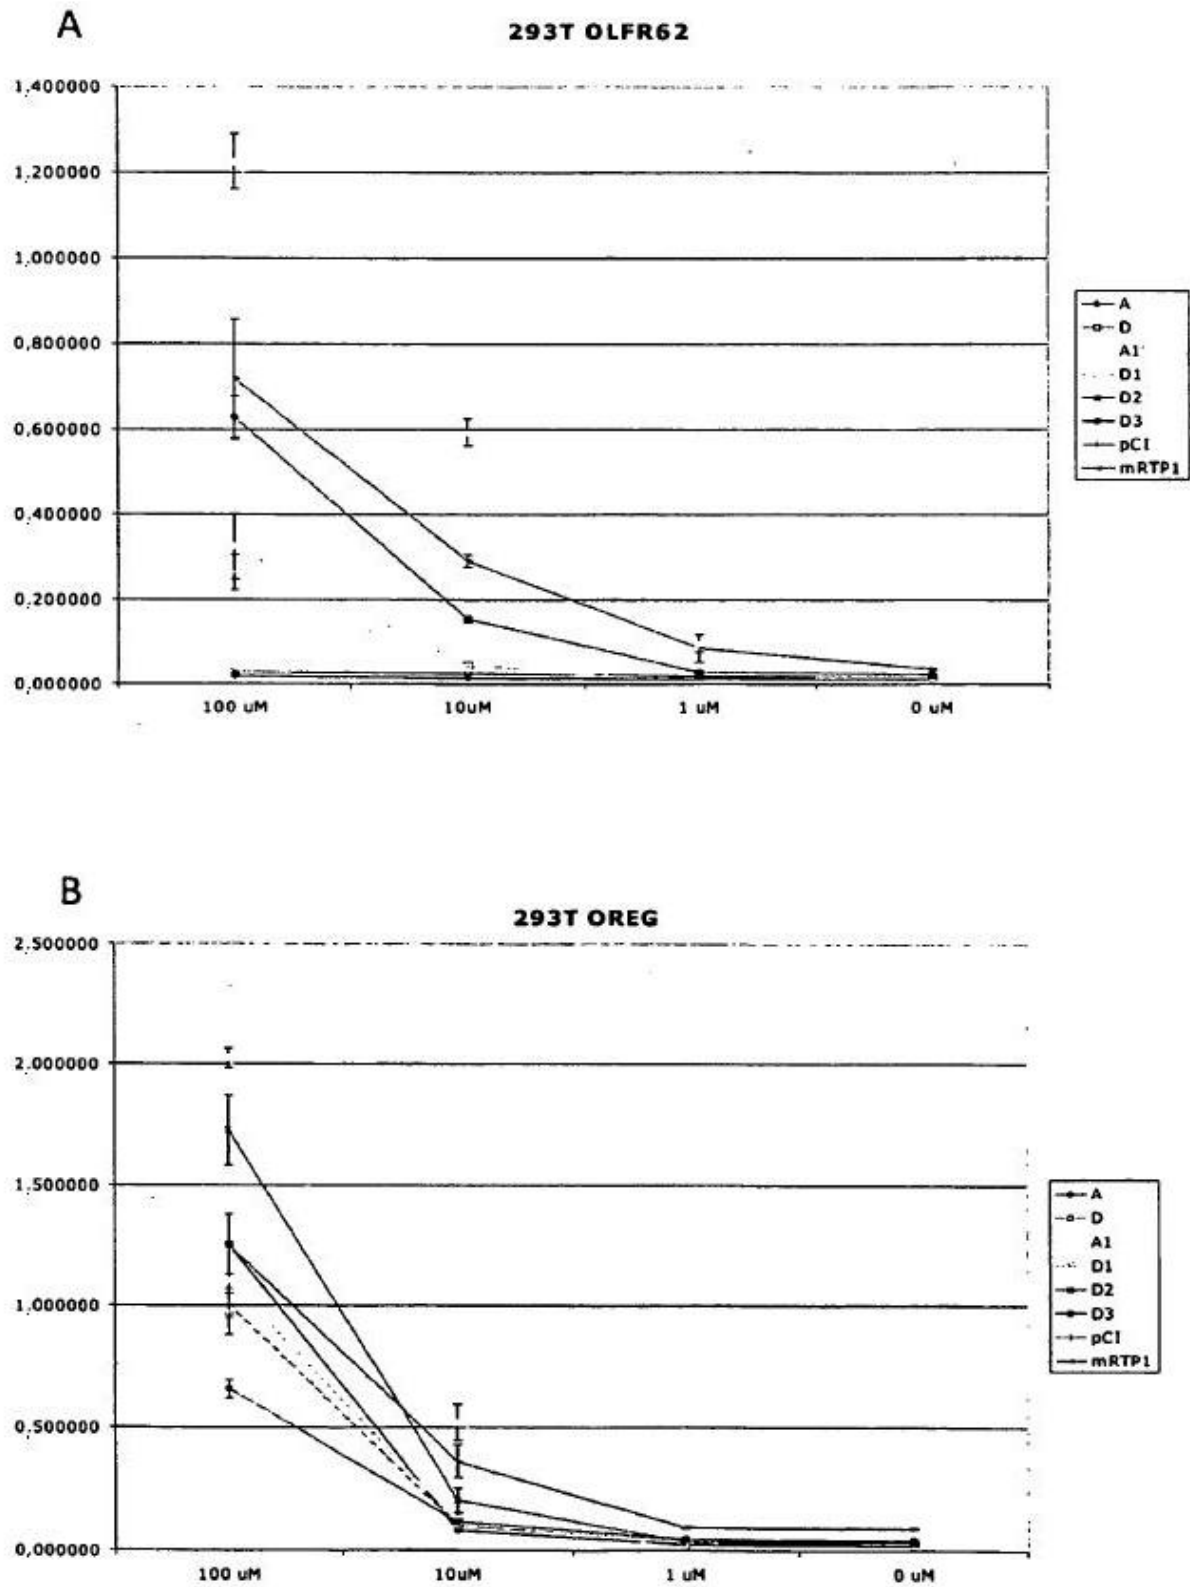 A
293T OLFR62
1,400000
1,200000
1,000000
0,800000
0,600000
0,400000
0,200000
0,000000
100 uM
10uM
1 uM
0 uM
A
D
A1
D1
D2
D3
pCI
mRTP1
B
293T OREG
2,500000
2,000000
1,500000
1,000000
0,500000
0,000000
100 uM
10uM
1 uM
0 uM
A
D
A1
D1
D2
D3
pCI
mRTP1